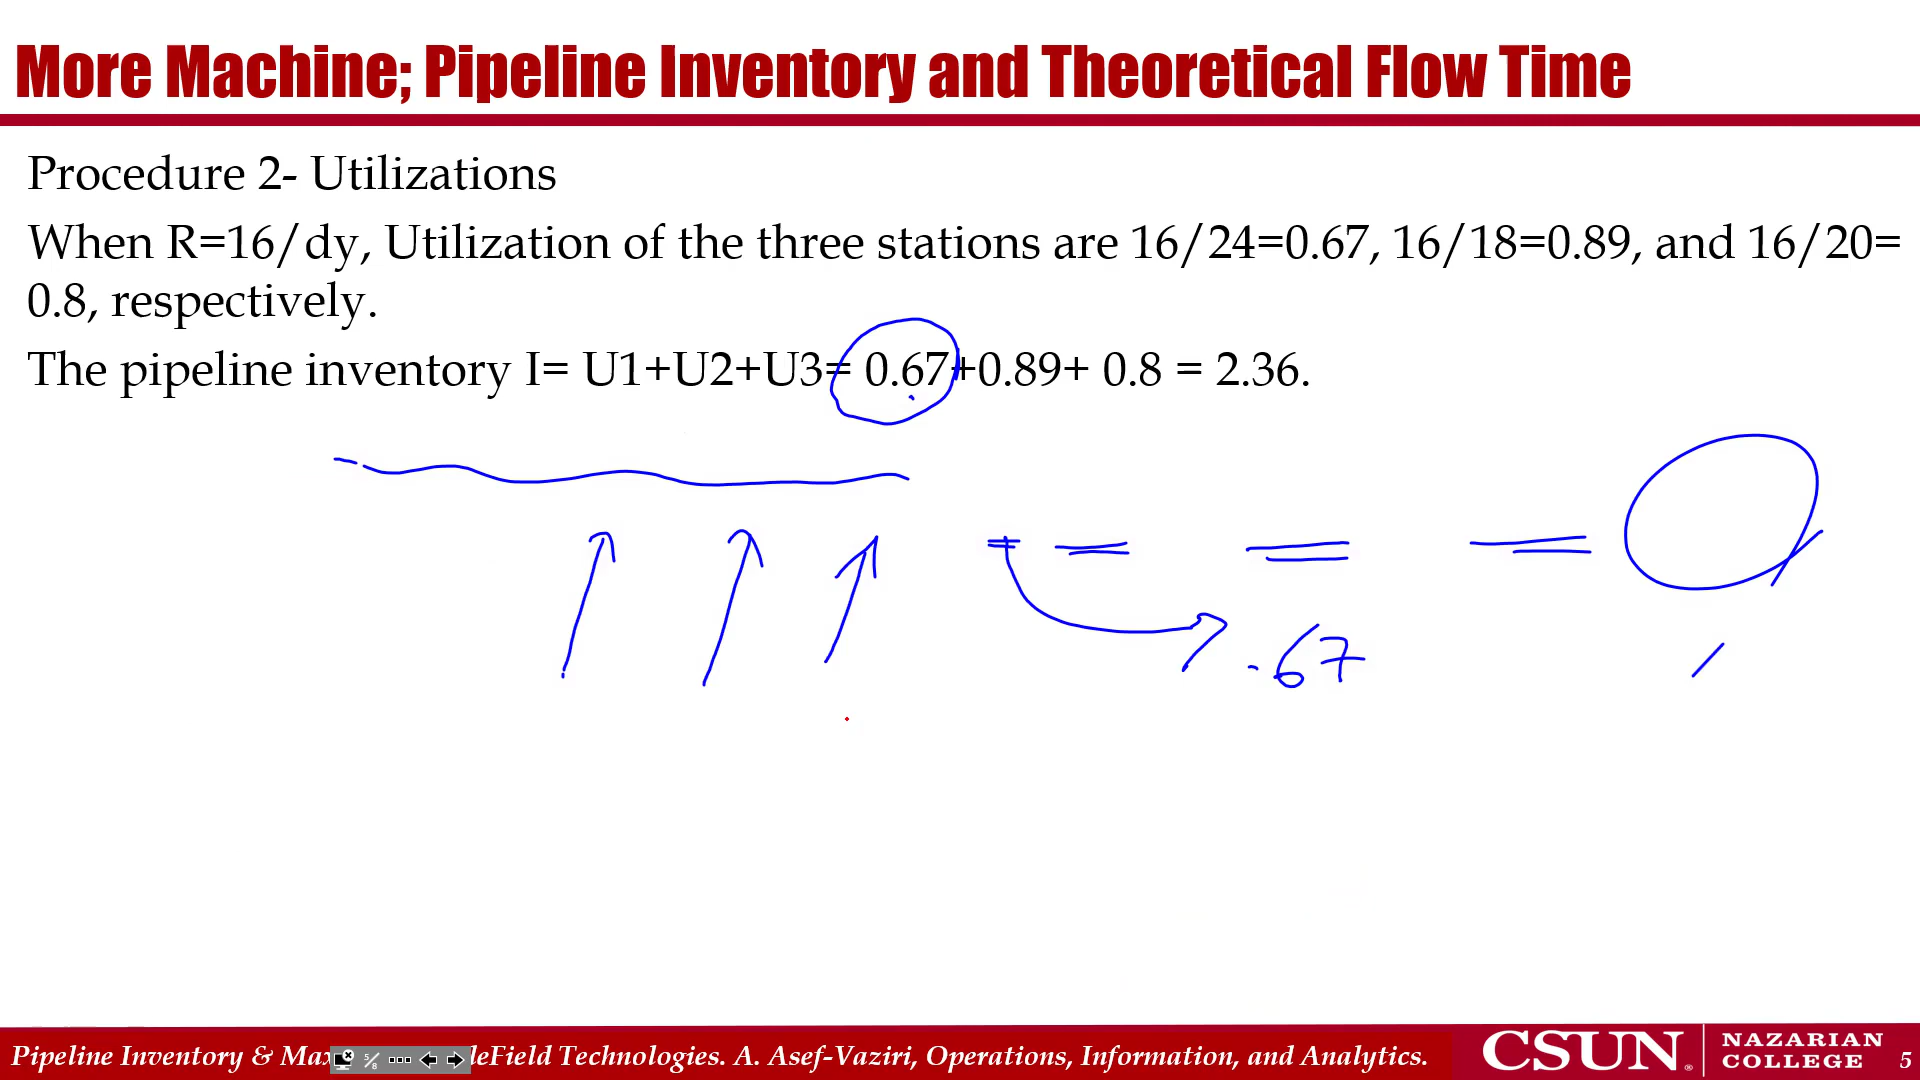 More Machine; Pipeline Inventory and Theoretical Flow Time
Procedure 2- Utilizations
When R=16/dy, Utilization of the three stations are 16/24=0.67, 16/18=0.89, and 16/20=
0.8, respectively.
The pipeline inventory I= U1+U2+U3= 0.67+0.89+ 0.8 = 2.36.
.67
Pipeline Inventory & Max leField Technologies. A. Asef-Vaziri, Operations, Information, and Analytics.
5/8
CSUN
NAZARIAN
COLLEGE
5